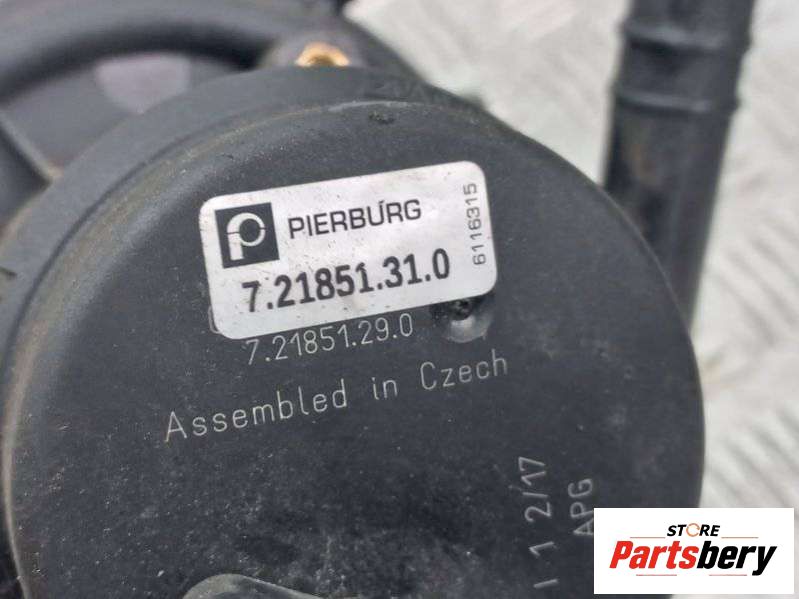 PIERBURG
7.21851.31.0
6116315
7.21851.29.0
Assembled in Czech
I 1 2/17
APG
STORE
Partsbery